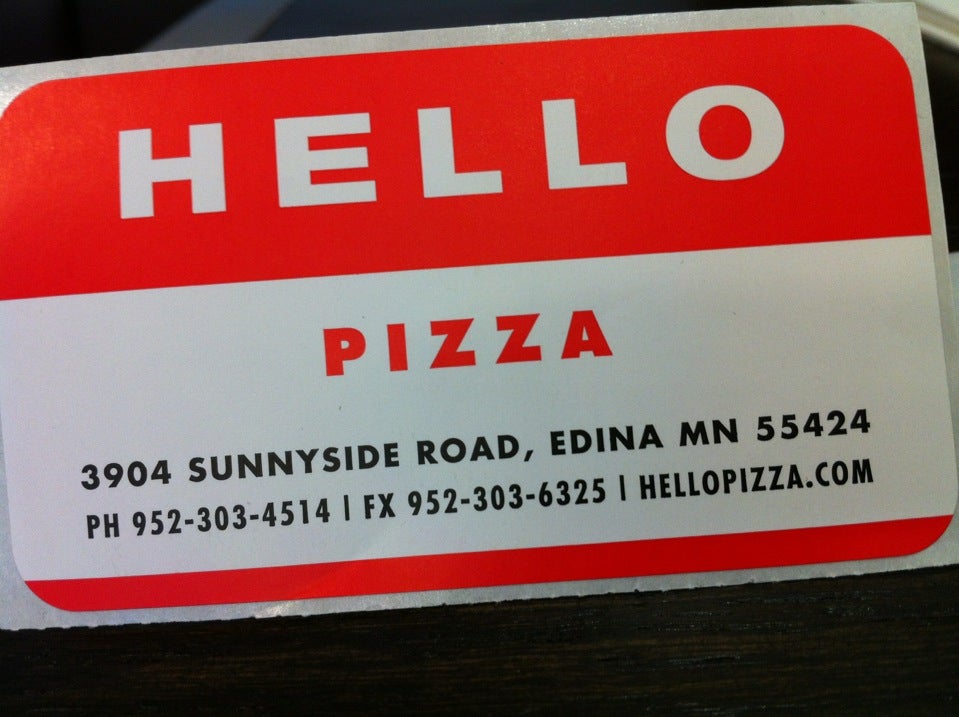 HELLO
PIZZA
3904 SUNNYSIDE ROAD, EDINA MN 55424
PH 952-303-4514 | FX 952-303-6325 | HELLOPIZZA.COM